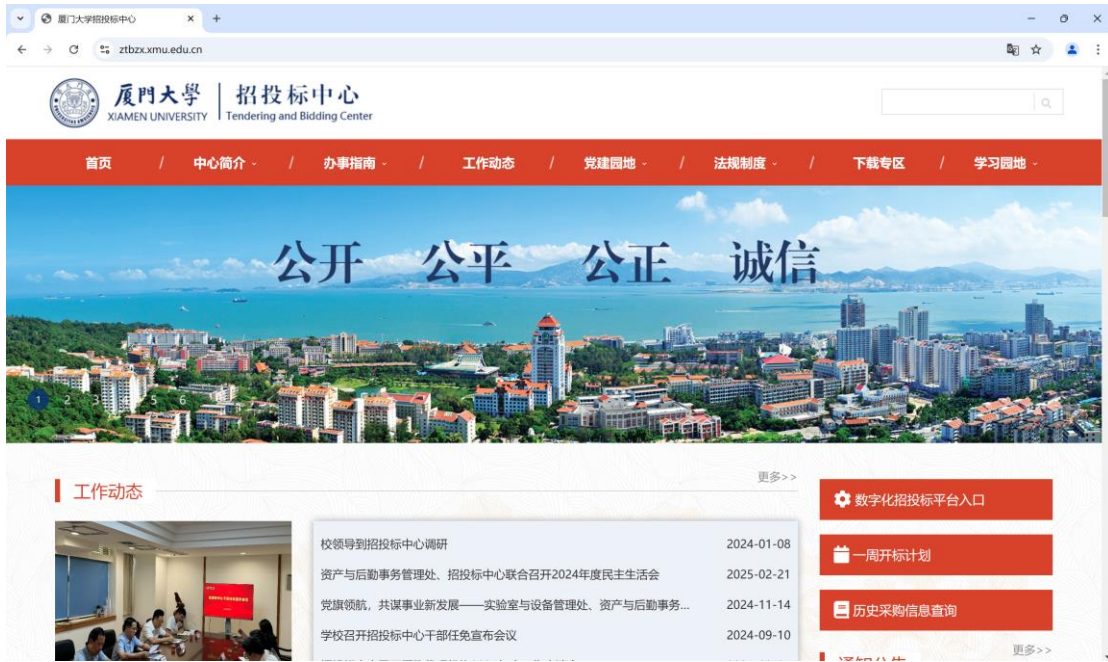 厦门大学招投标中心
ztbzx.xmu.edu.cn
厦門大學 招投标中心
XIAMEN UNIVERSITY Tendering and Bidding Center
首页 / 中心简介 / 办事指南 / 工作动态 / 党建园地 / 法规制度 / 下载专区 / 学习园地
公开 公平 公正 诚信
1 2 3 5 6
工作动态
更多>>
校领导到招投标中心调研 2024-01-08
资产与后勤事务管理处、招投标中心联合召开2024年度民主生活会 2025-02-21
党旗领航，共谋事业新发展——实验室与设备管理处、资产与后勤事务... 2024-11-14
学校召开招投标中心干部任免宣布会议 2024-09-10
数字化招投标平台入口
一周开标计划
历史采购信息查询
更多>>
通知公告